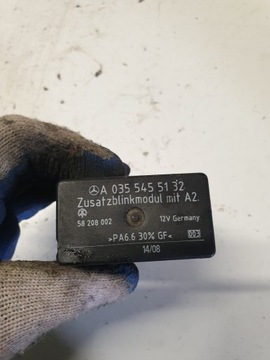 A 035 545 51 32
Zusatzblinkmodul mit A2.
58 208 002 12V Germany
>PA6.6 30% GF< 003
14/08